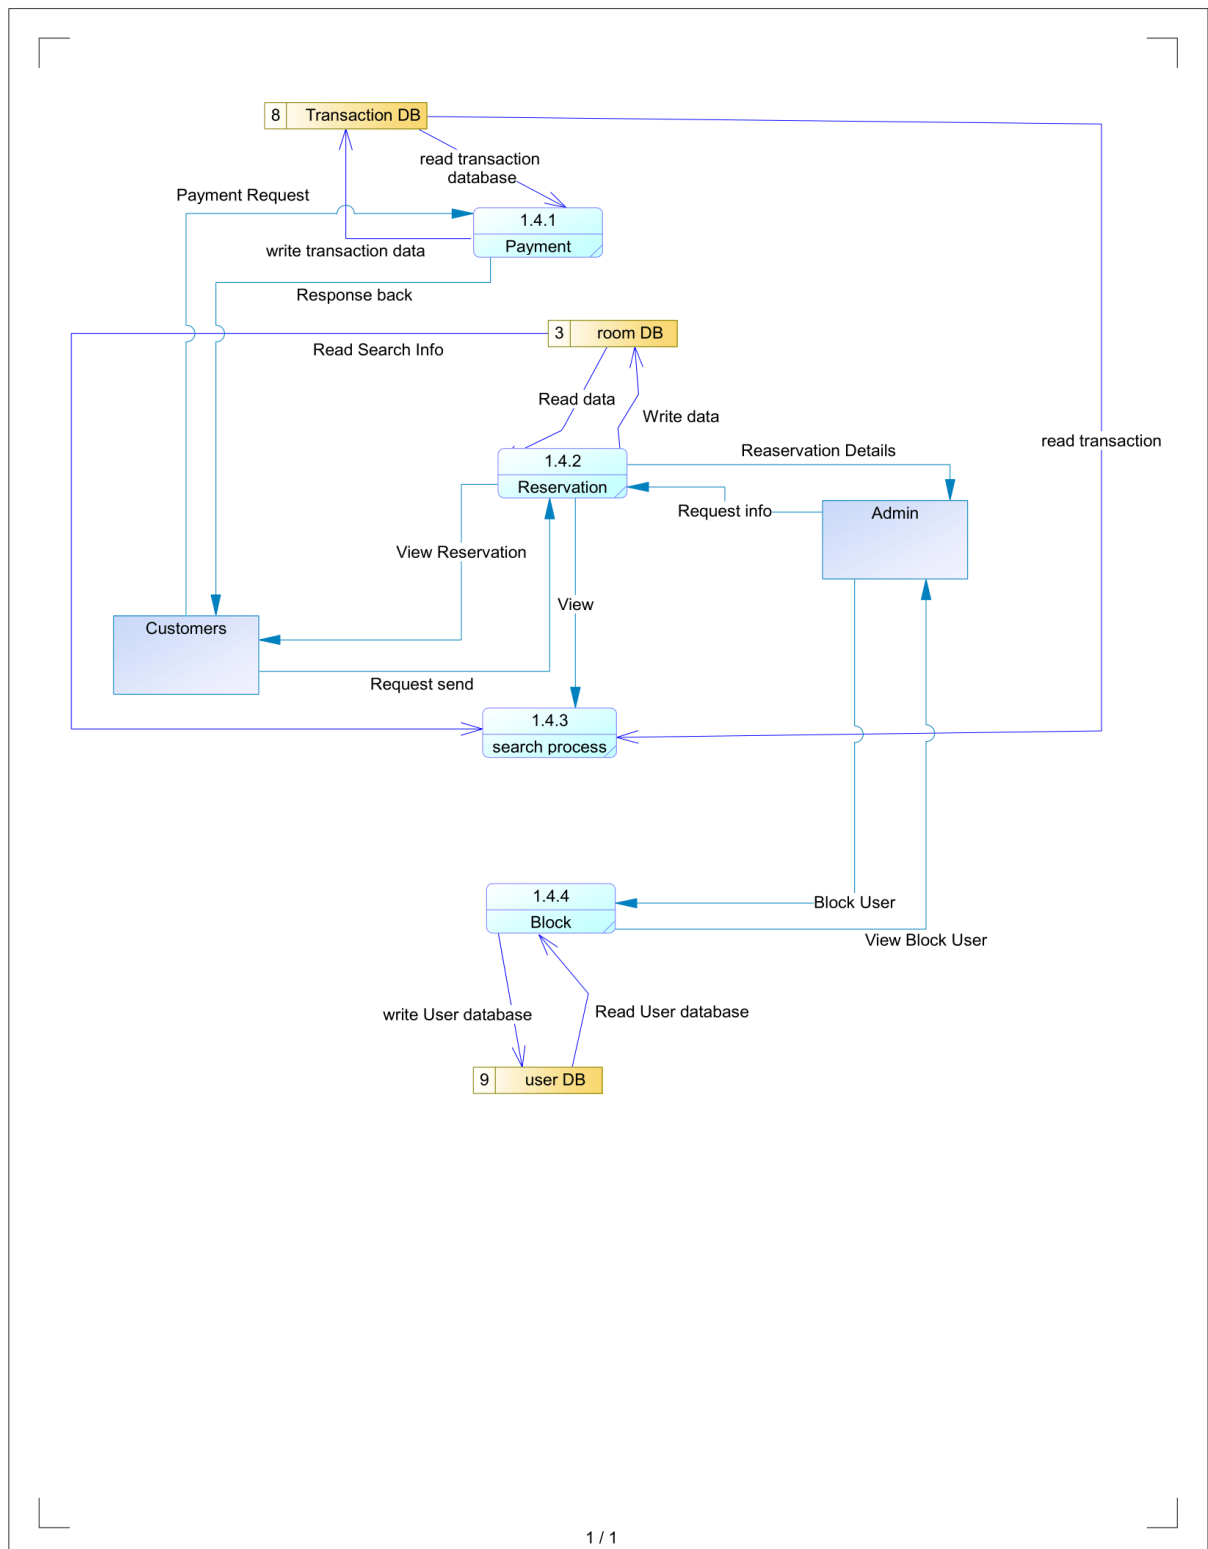 8 Transaction DB
read transaction
database
Payment Request
1.4.1
Payment
write transaction data
Response back
3 room DB
Read Search Info
Read data
Write data
read transaction
Reaservation Details
1.4.2
Reservation
Request info
Admin
View Reservation
View
Customers
Request send
1.4.3
search process
1.4.4
Block
Block User
View Block User
write User database
Read User database
9 user DB
1 / 1